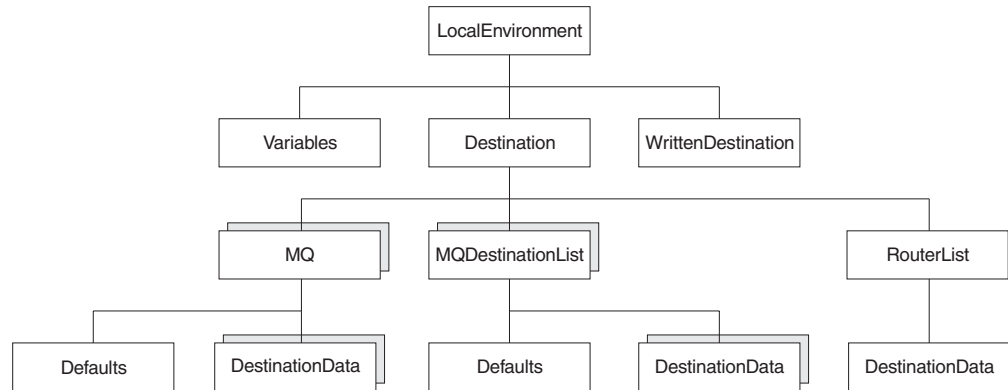 LocalEnvironment
Variables
Destination
WrittenDestination
MQ
MQDestinationList
RouterList
Defaults
DestinationData
Defaults
DestinationData
DestinationData